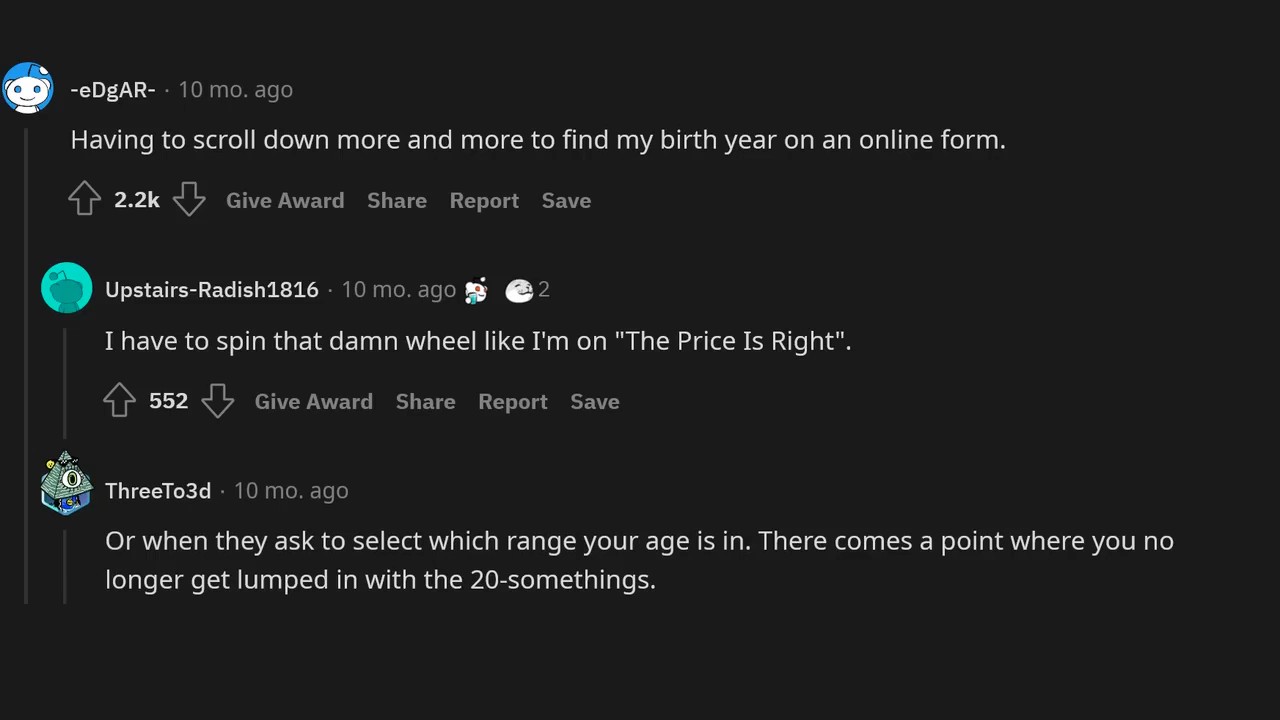 -eDgAR- · 10 mo. ago
Having to scroll down more and more to find my birth year on an online form.
2.2k Give Award Share Report Save
Upstairs-Radish1816 · 10 mo. ago 2
I have to spin that damn wheel like I'm on "The Price Is Right".
552 Give Award Share Report Save
ThreeTo3d · 10 mo. ago
Or when they ask to select which range your age is in. There comes a point where you no
longer get lumped in with the 20-somethings.